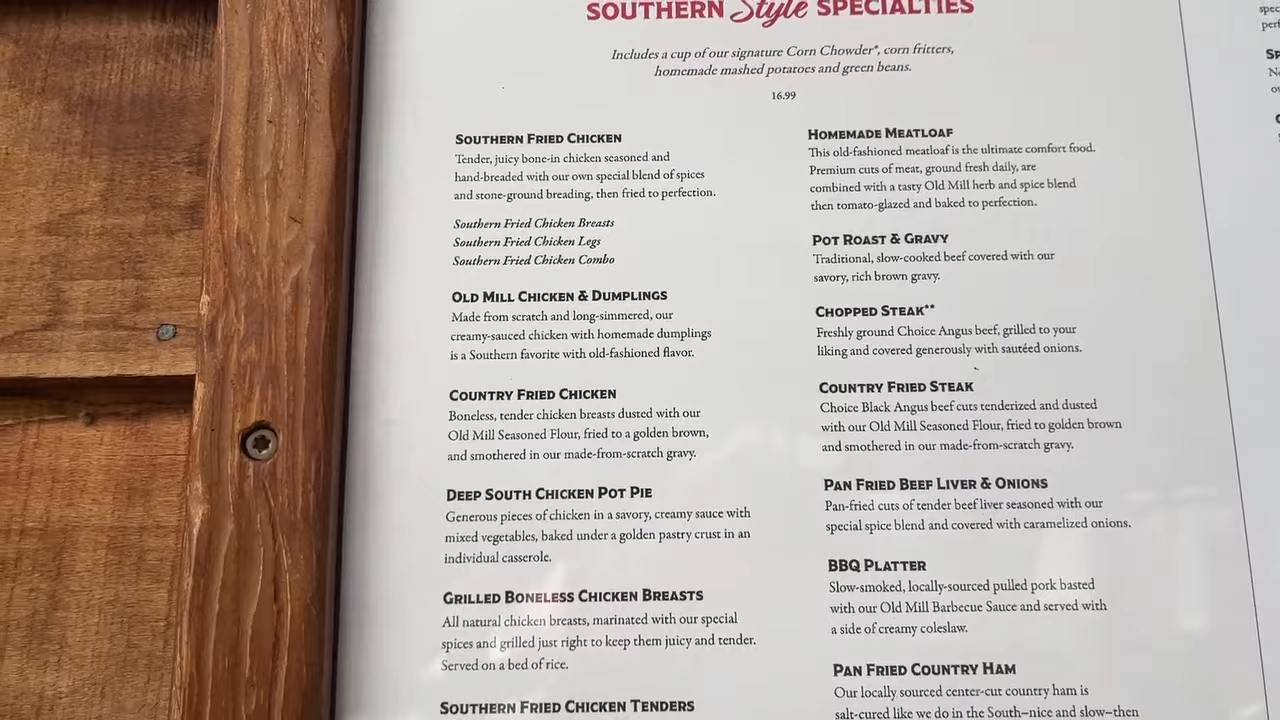 SOUTHERN Style SPECIALTIES
Includes a cup of our signature Corn Chowder*, corn fritters,
homemade mashed potatoes and green beans.
16.99
SOUTHERN FRIED CHICKEN
Tender, juicy bone-in chicken seasoned and
hand-breaded with our own special blend of spices
and stone-ground breading, then fried to perfection.
Southern Fried Chicken Breasts
Southern Fried Chicken Legs
Southern Fried Chicken Combo
OLD MILL CHICKEN & DUMPLINGS
Made from scratch and long-simmered, our
creamy-sauced chicken with homemade dumplings
is a Southern favorite with old-fashioned flavor.
COUNTRY FRIED CHICKEN
Boneless, tender chicken breasts dusted with our
Old Mill Seasoned Flour, fried to a golden brown,
and smothered in our made-from-scratch gravy.
DEEP SOUTH CHICKEN POT PIE
Generous pieces of chicken in a savory, creamy sauce with
mixed vegetables, baked under a golden pastry crust in an
individual casserole.
GRILLED BONELESS CHICKEN BREASTS
All natural chicken breasts, marinated with our special
spices and grilled just right to keep them juicy and tender.
Served on a bed of rice.
SOUTHERN FRIED CHICKEN TENDERS
HOMEMADE MEATLOAF
This old-fashioned meatloaf is the ultimate comfort food.
Premium cuts of meat, ground fresh daily, are
combined with a tasty Old Mill herb and spice blend
then tomato-glazed and baked to perfection.
POT ROAST & GRAVY
Traditional, slow-cooked beef covered with our
savory, rich brown gravy.
CHOPPED STEAK**
Freshly ground Choice Angus beef, grilled to your
liking and covered generously with sautéed onions.
COUNTRY FRIED STEAK
Choice Black Angus beef cuts tenderized and dusted
with our Old Mill Seasoned Flour, fried to golden brown
and smothered in our made-from-scratch gravy.
PAN FRIED BEEF LIVER & ONIONS
Pan-fried cuts of tender beef liver seasoned with our
special spice blend and covered with caramelized onions.
BBQ PLATTER
Slow-smoked, locally-sourced pulled pork basted
with our Old Mill Barbecue Sauce and served with
a side of creamy coleslaw.
PAN FRIED COUNTRY HAM
Our locally sourced center-cut country ham is
salt-cured like we do in the South–nice and slow–then